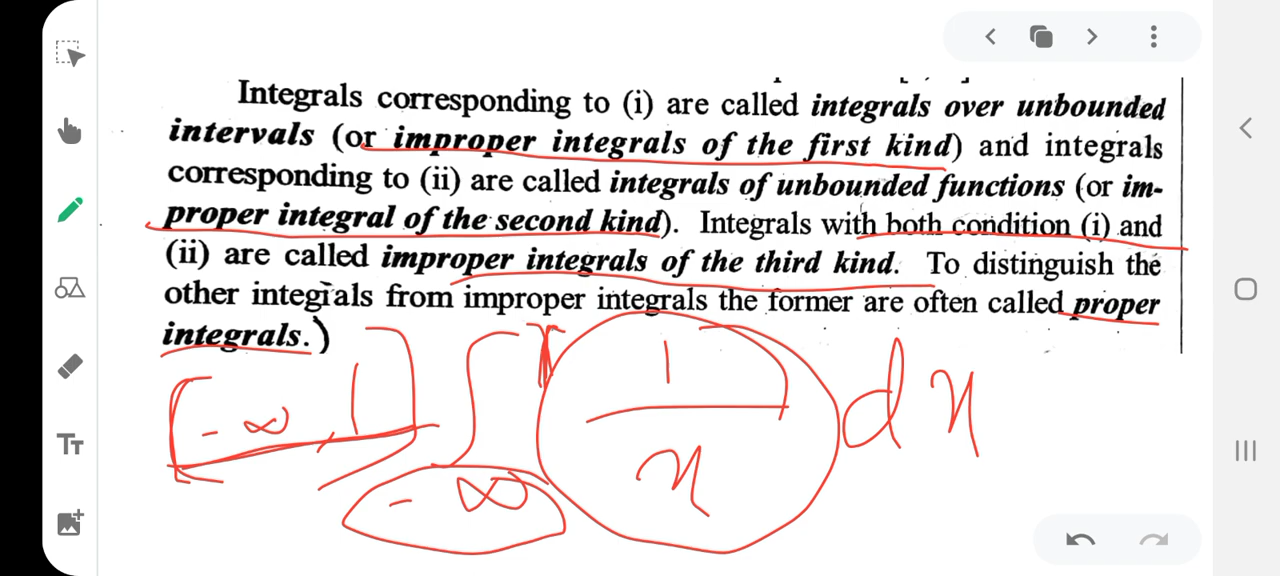 Integrals corresponding to (i) are called integrals over unbounded
intervals (or improper integrals of the first kind) and integrals
corresponding to (ii) are called integrals of unbounded functions (or im-
proper integral of the second kind). Integrals with both condition (i) and
(ii) are called improper integrals of the third kind. To distinguish the
other integrals from improper integrals the former are often called proper
integrals.)
[-∞, 1] ∫ 1/x dx
-∞
TT